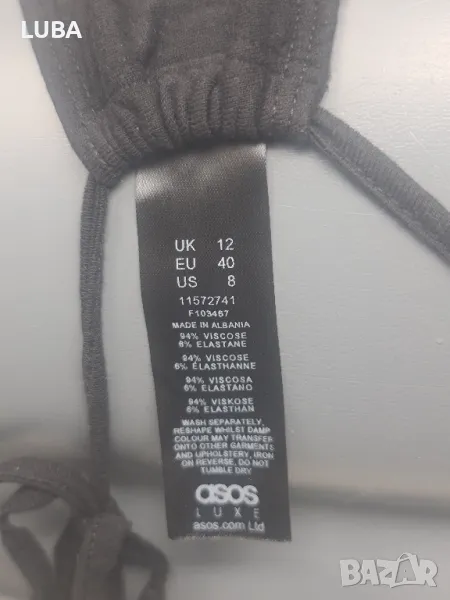 LUBA
UK 12
EU 40
US 8
11572741
F103467
MADE IN ALBANIA
94% VISCOSE
6% ELASTANE
94% VISCOSE
6% ÉLASTHANNE
94% VISCOSA
6% ELASTANO
94% VISKOSE
6% ELASTHAN
WASH SEPARATELY,
RESHAPE WHILST DAMP
COLOUR MAY TRANSFER
ONTO OTHER GARMENTS
AND UPHOLSTERY, IRON
ON REVERSE, DO NOT
TUMBLE DRY
asos
LUXE
asos.com Ltd
BAZAR